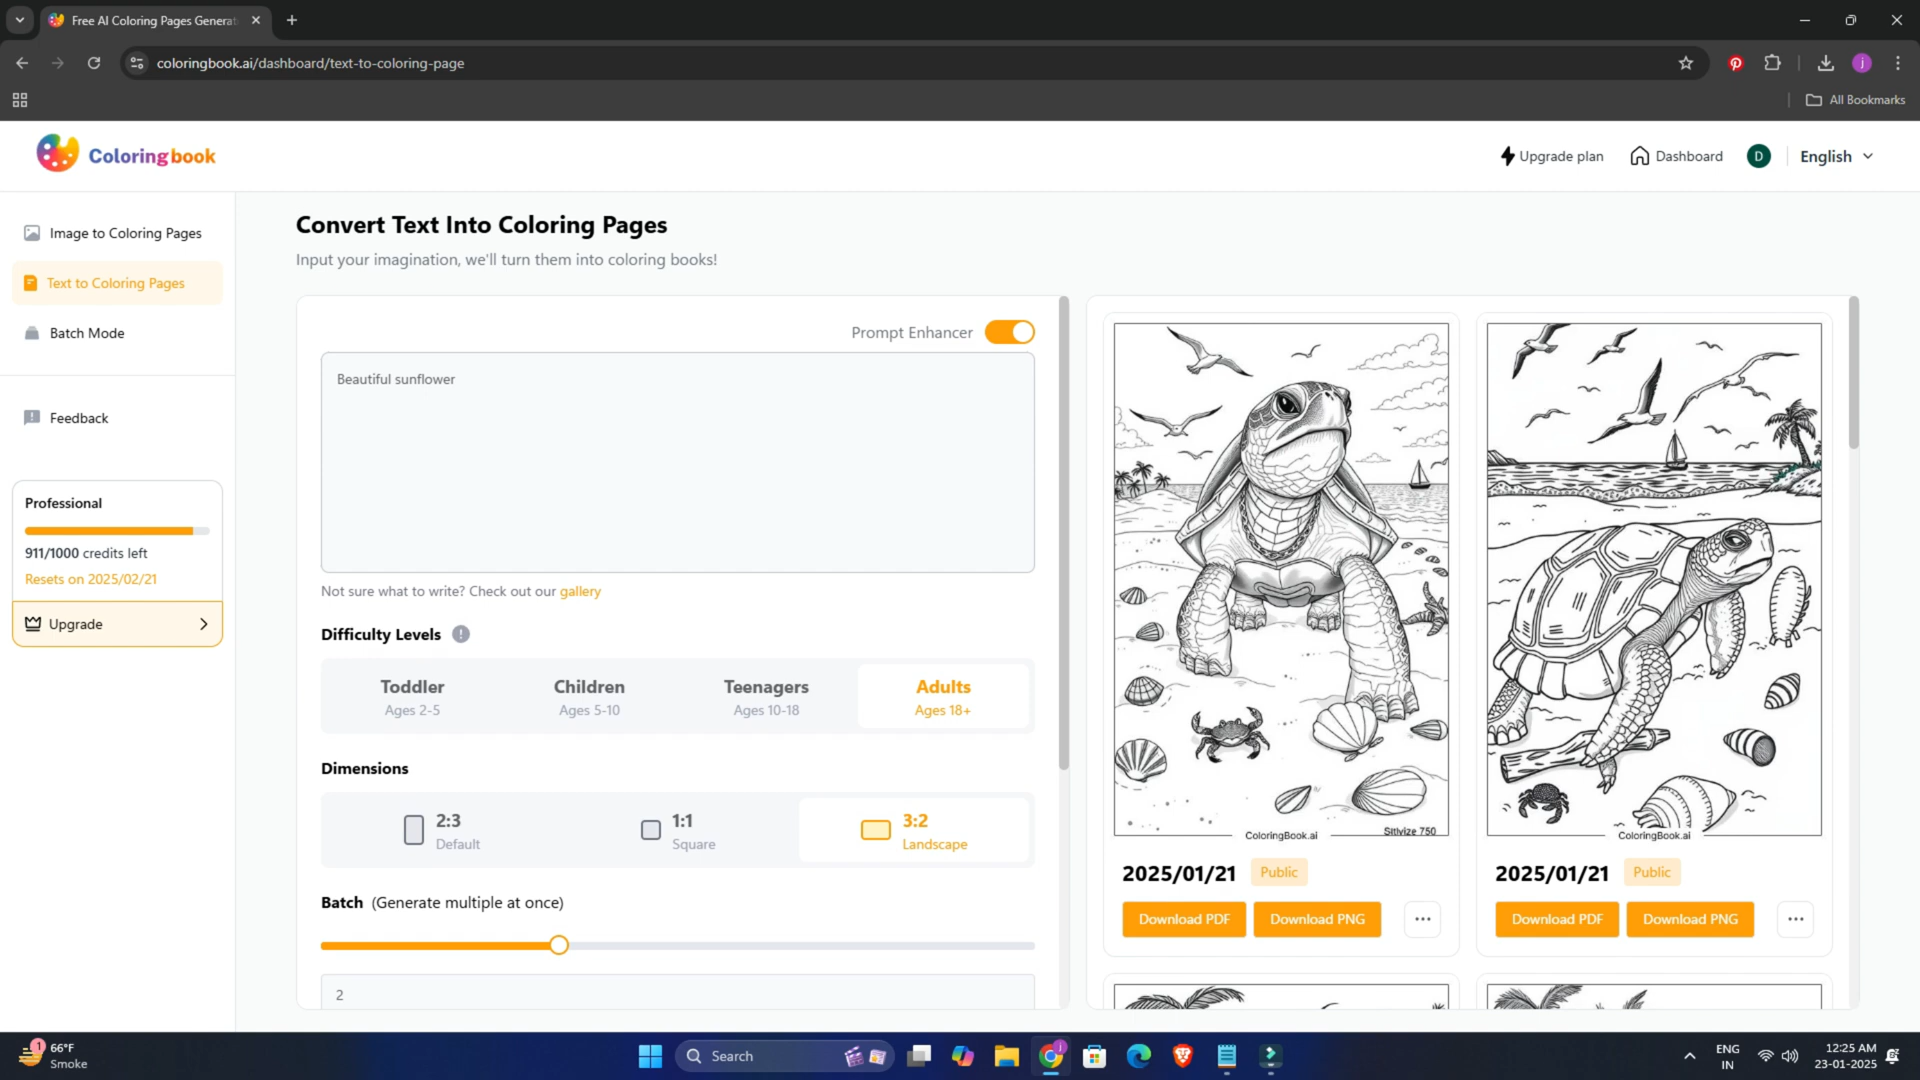 Free AI Coloring Pages Generat
coloringbook.ai/dashboard/text-to-coloring-page
j
All Bookmarks
Coloringbook
Upgrade plan
Dashboard
D
English
Image to Coloring Pages
Text to Coloring Pages
Batch Mode
Feedback
Professional
911/1000 credits left
Resets on 2025/02/21
Upgrade
Convert Text Into Coloring Pages
Input your imagination, we'll turn them into coloring books!
Prompt Enhancer
Beautiful sunflower
Not sure what to write? Check out our gallery
Difficulty Levels
Toddler
Ages 2-5
Children
Ages 5-10
Teenagers
Ages 10-18
Adults
Ages 18+
Dimensions
2:3
Default
1:1
Square
3:2
Landscape
Batch (Generate multiple at once)
2
ColoringBook.ai
2025/01/21 Public
Download PDF
Download PNG
ColoringBook.ai
2025/01/21 Public
Download PDF
Download PNG
1
66°F
Smoke
Search
j
ENG
IN
12:25 AM
23-01-2025